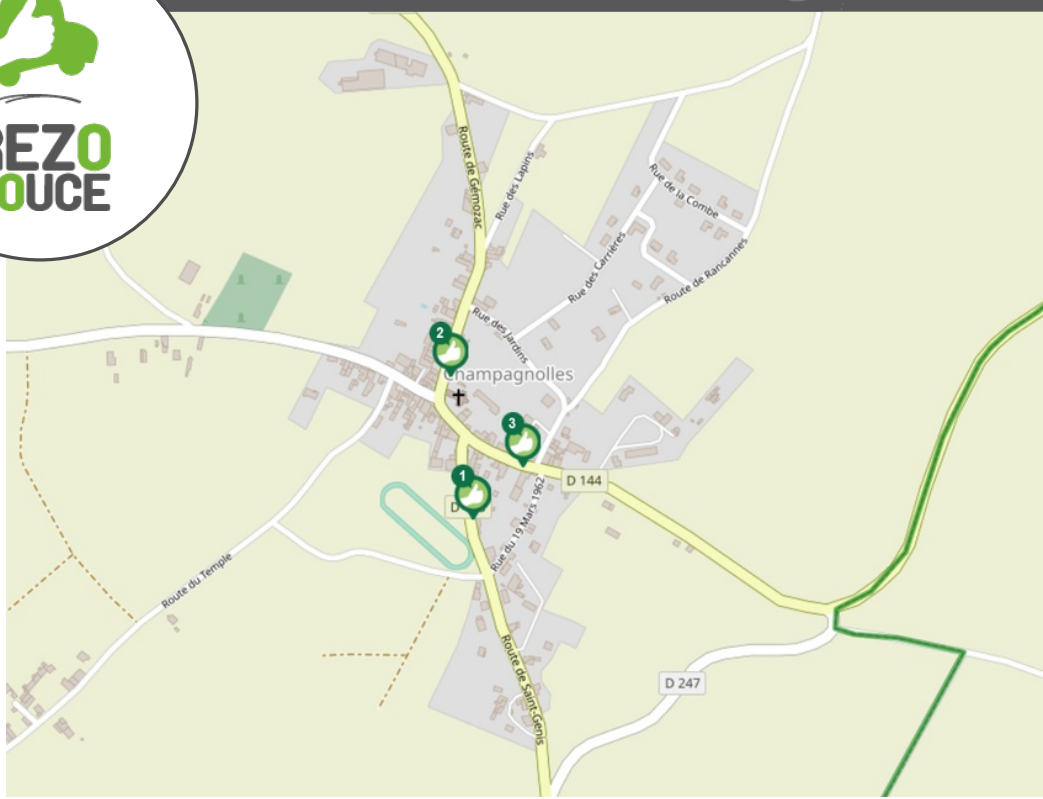 REZO
OUCE
Route de Gémozac
Rue des Lapins
Rue de la Combe
Rue des Carrières
Route de Rancannes
Rue des Jardins
2
Champagnolles
3
1
D 144
D
Rue du 19 Mars 1962
Route du Temple
Route de Saint-Genis
D 247